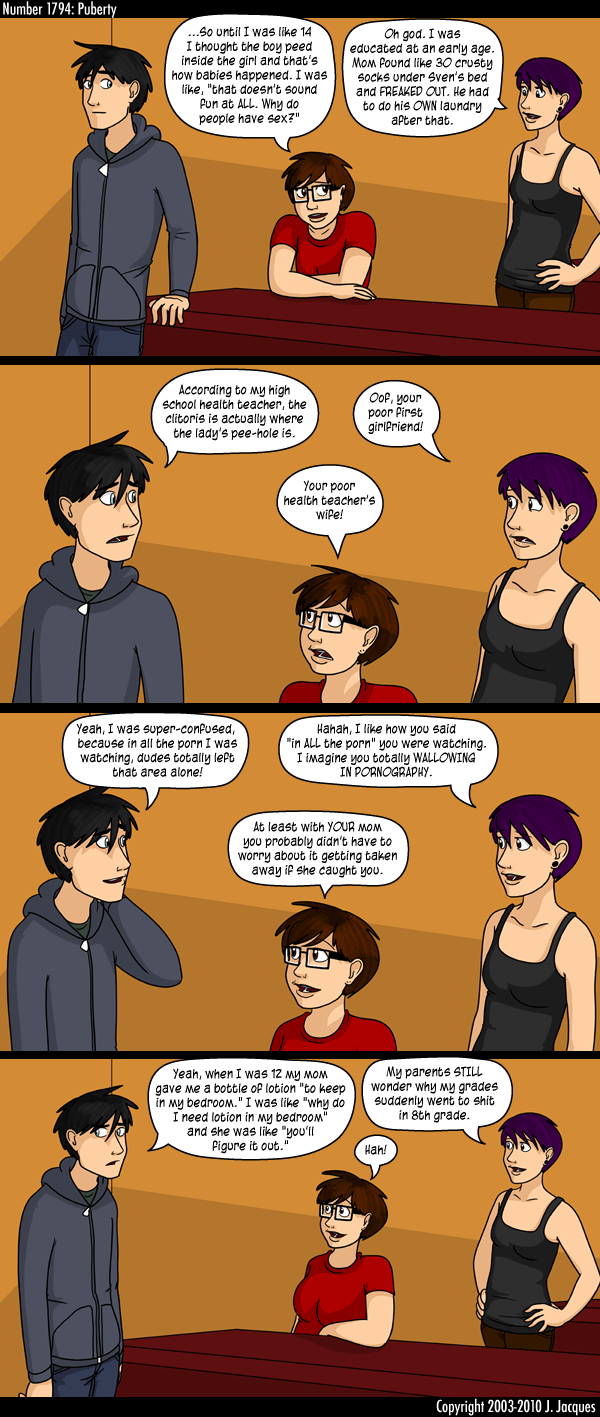 Number 1794: Puberty
...So until I was like 14
I thought the boy peed
inside the girl and that's
how babies happened. I was
like, "that doesn't sound
fun at ALL. Why do
people have sex?"
Oh god. I was
educated at an early age.
Mom found like 30 crusty
socks under Sven's bed
and FREAKED OUT. He had
to do his OWN laundry
after that.
According to my high
school health teacher, the
clitoris is actually where
the lady's pee-hole is.
Oof, your
poor first
girlfriend!
Your poor
health teacher's
wife!
Yeah, I was super-confused,
because in all the porn I was
watching, dudes totally left
that area alone!
Hahah, I like how you said
"in ALL the porn" you were watching.
I imagine you totally WALLOWING
IN PORNOGRAPHY.
At least with YOUR mom
you probably didn't have to
worry about it getting taken
away if she caught you.
Yeah, when I was 12 my mom
gave me a bottle of lotion "to keep
in my bedroom." I was like "why do
I need lotion in my bedroom"
and she was like "you'll
figure it out."
My parents STILL
wonder why my grades
suddenly went to shit
in 8th grade.
Hah!
Copyright 2003-2010 J. Jacques